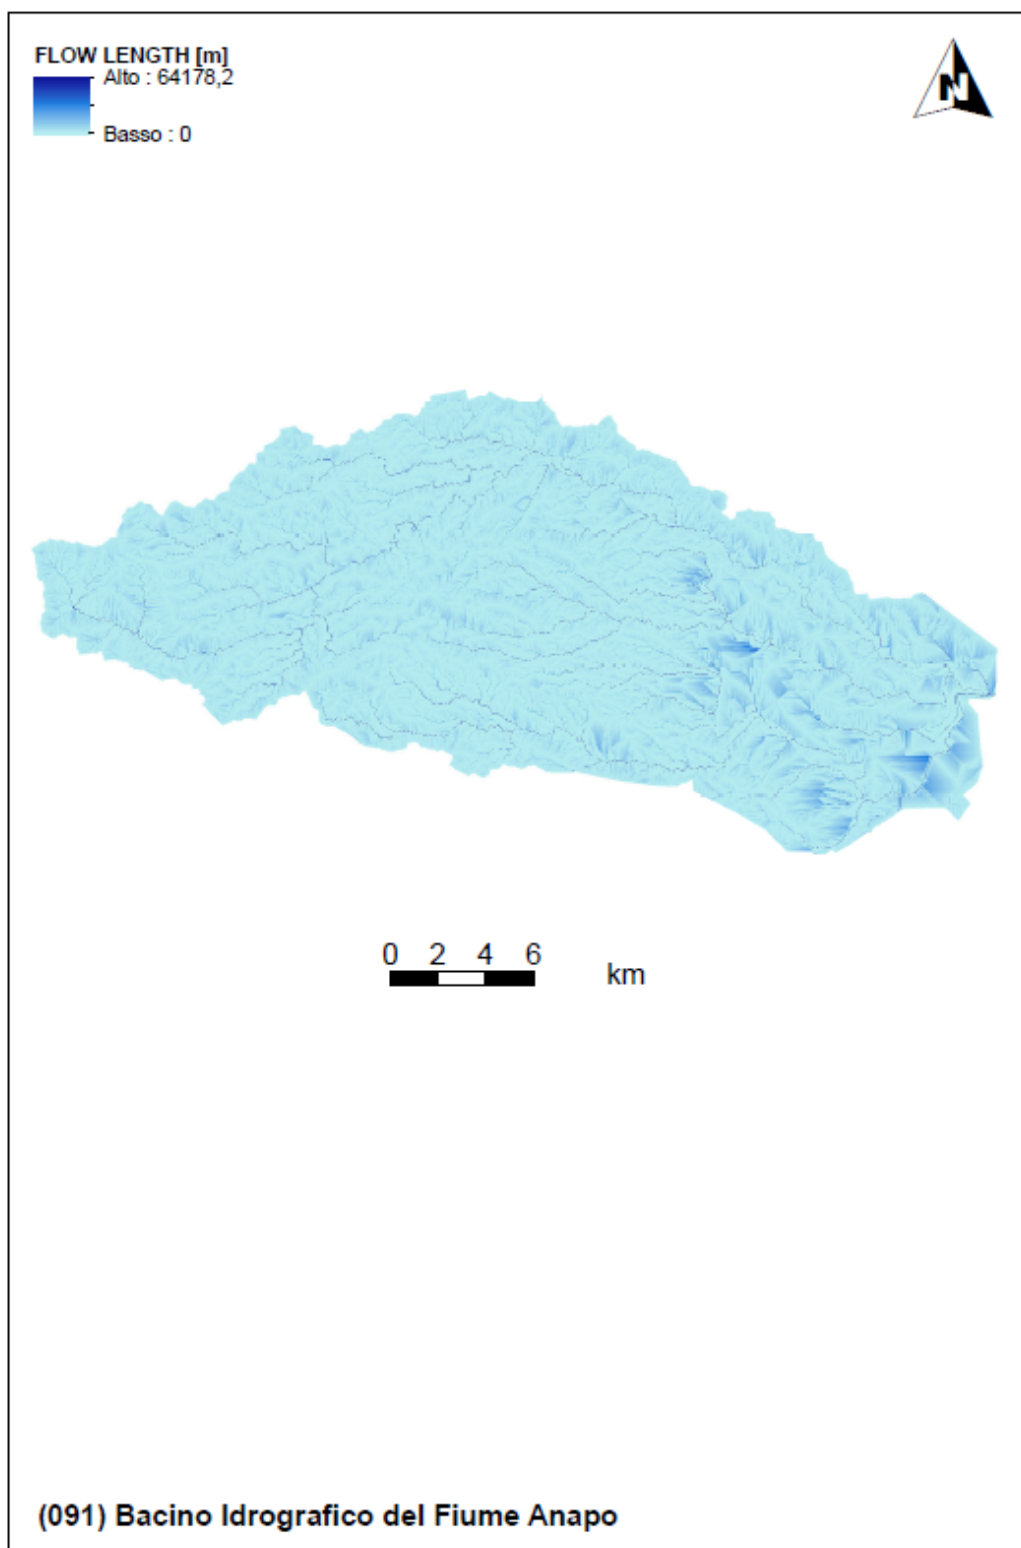 FLOW LENGTH [m]
Alto : 64178,2
Basso : 0
N
0 2 4 6
km
(091) Bacino Idrografico del Fiume Anapo